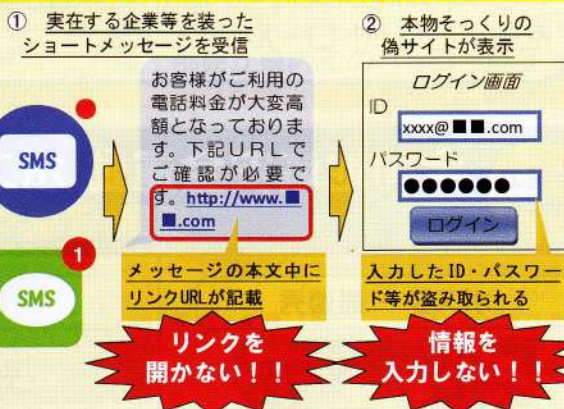 ① 実在する企業等を装った
ショートメッセージを受信
SMS
1
SMS
お客様がご利用の
電話料金が大変高
額となっておりま
す。下記URLで
ご確認が必要で
す。http://www.■
■.com
メッセージの本文中に
リンクURLが記載
リンクを
開かない！！
② 本物そっくりの
偽サイトが表示
ログイン画面
ID
xxxx@■■.com
パスワード
●●●●●●
ログイン
入力したID・パスワー
ド等が盗み取られる
情報を
入力しない！！